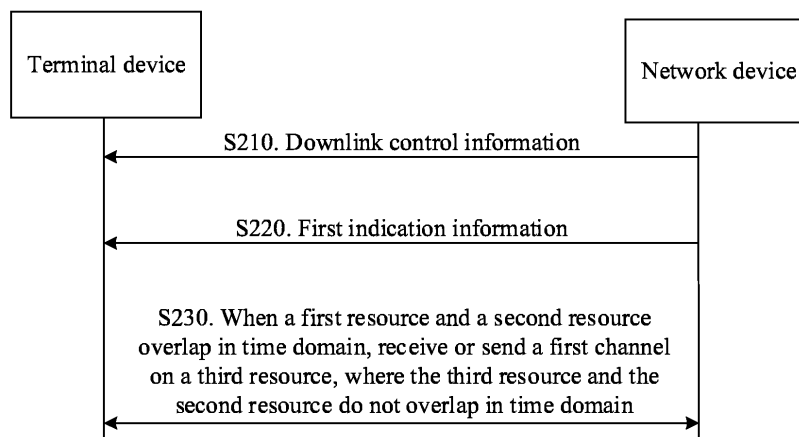 Terminal device
Network device
S210. Downlink control information
S220. First indication information
S230. When a first resource and a second resource
overlap in time domain, receive or send a first channel
on a third resource, where the third resource and the
second resource do not overlap in time domain